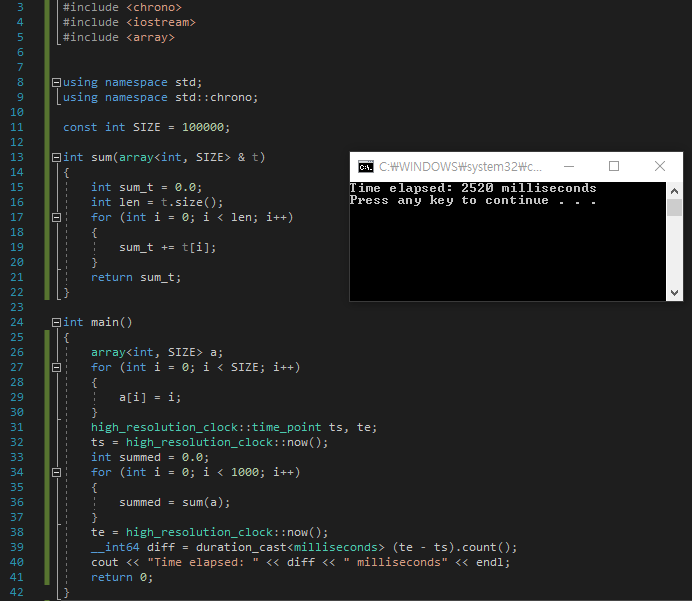 3 #include <chrono>
4 #include <iostream>
5 #include <array>
6
7
8 using namespace std;
9 using namespace std::chrono;
10
11 const int SIZE = 100000;
12
13 int sum(array<int, SIZE> & t)
14 {
15 int sum_t = 0.0;
16 int len = t.size();
17 for (int i = 0; i < len; i++)
18 {
19 sum_t += t[i];
20 }
21 return sum_t;
22 }
23
24 int main()
25 {
26 array<int, SIZE> a;
27 for (int i = 0; i < SIZE; i++)
28 {
29 a[i] = i;
30 }
31 high_resolution_clock::time_point ts, te;
32 ts = high_resolution_clock::now();
33 int summed = 0.0;
34 for (int i = 0; i < 1000; i++)
35 {
36 summed = sum(a);
37 }
38 te = high_resolution_clock::now();
39 __int64 diff = duration_cast<milliseconds> (te - ts).count();
40 cout << "Time elapsed: " << diff << " milliseconds" << endl;
41 return 0;
42 }
C:₩WINDOWS₩system32₩c...
Time elapsed: 2520 milliseconds
Press any key to continue . . .